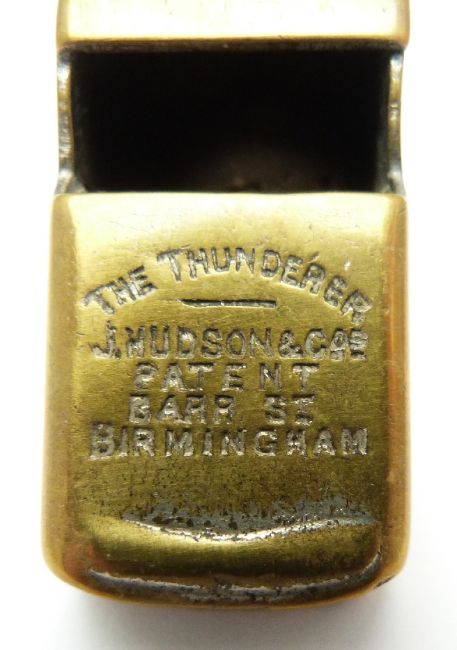 THE THUNDERER
J. HUDSON & COS
PATENT
BARR ST
BIRMINGHAM